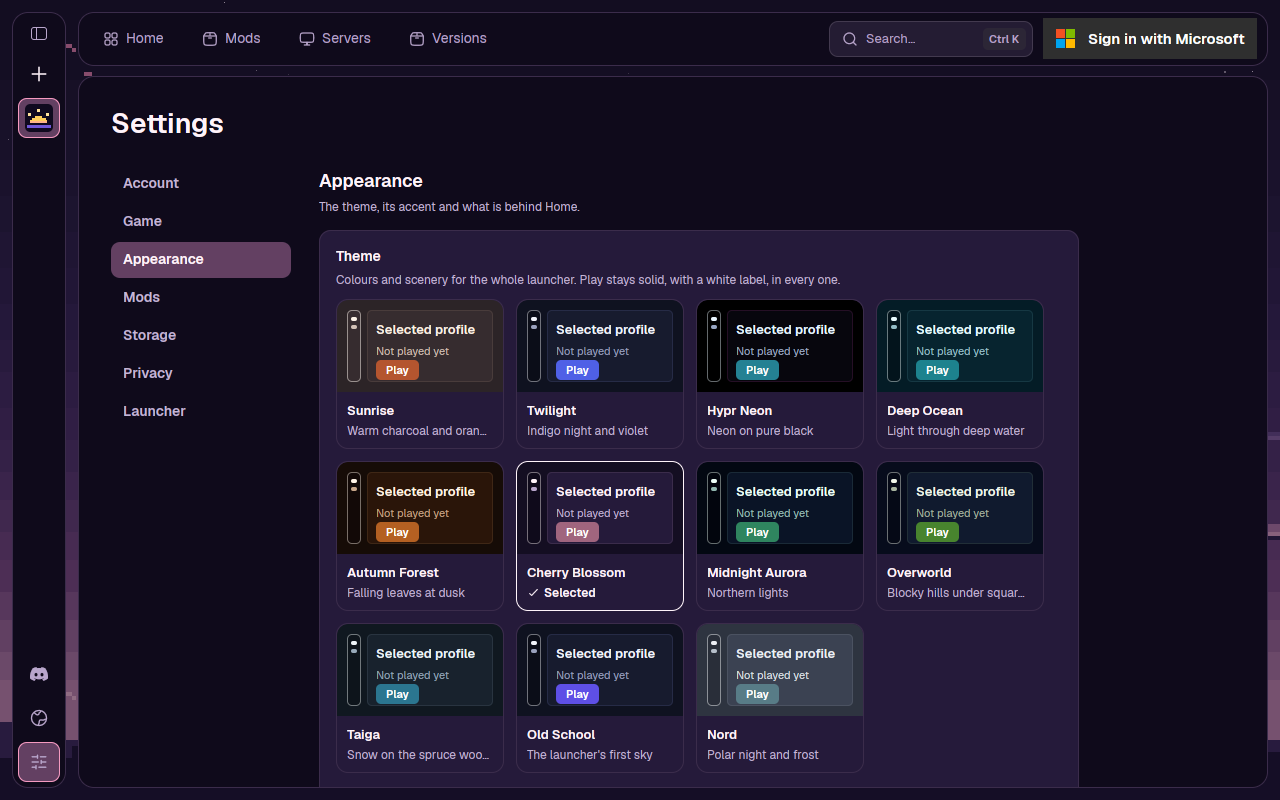 Home
Mods
Servers
Versions
Search...
Ctrl K
Sign in with Microsoft
Settings
Account
Game
Appearance
Mods
Storage
Privacy
Launcher
Appearance
The theme, its accent and what is behind Home.
Theme
Colours and scenery for the whole launcher. Play stays solid, with a white label, in every one.
Selected profile
Not played yet
Play
Sunrise
Warm charcoal and oran...
Selected profile
Not played yet
Play
Twilight
Indigo night and violet
Selected profile
Not played yet
Play
Hypr Neon
Neon on pure black
Selected profile
Not played yet
Play
Deep Ocean
Light through deep water
Selected profile
Not played yet
Play
Autumn Forest
Falling leaves at dusk
Selected profile
Not played yet
Play
Cherry Blossom
Selected
Selected profile
Not played yet
Play
Midnight Aurora
Northern lights
Selected profile
Not played yet
Play
Overworld
Blocky hills under squar...
Selected profile
Not played yet
Play
Taiga
Snow on the spruce woo...
Selected profile
Not played yet
Play
Old School
The launcher's first sky
Selected profile
Not played yet
Play
Nord
Polar night and frost